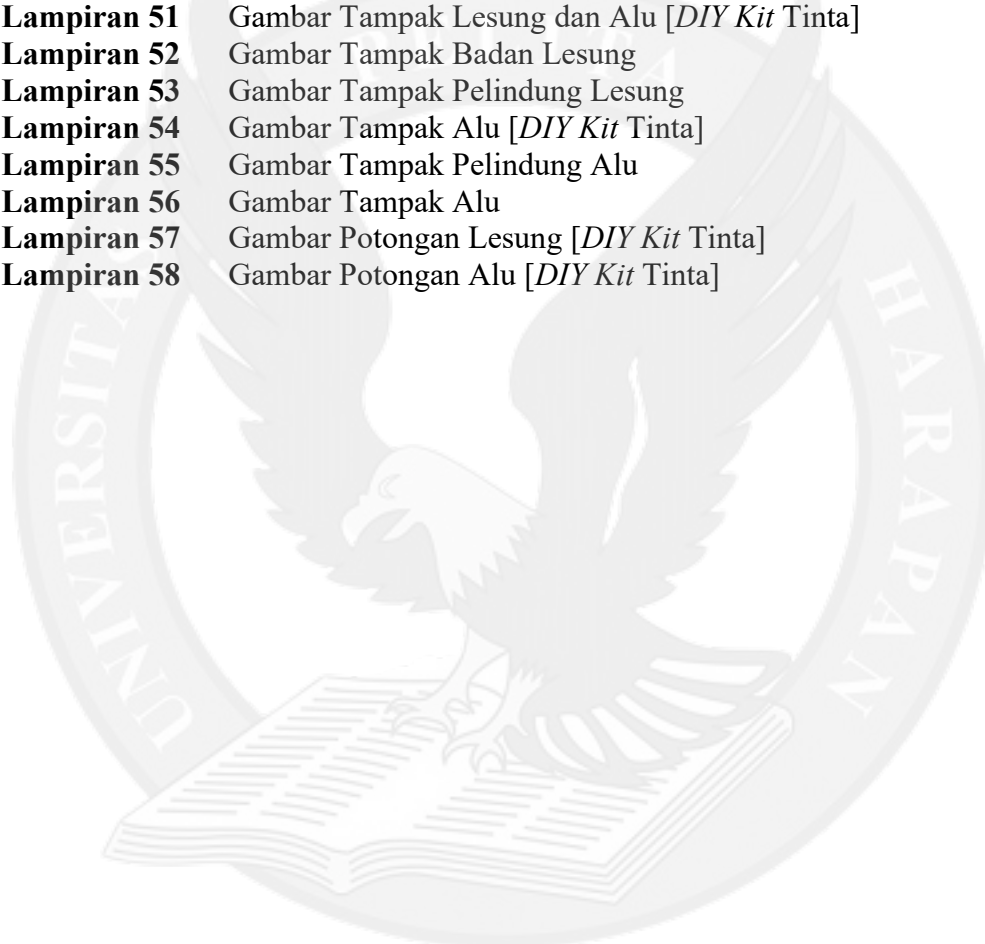 Lampiran 51 Gambar Tampak Lesung dan Alu [DIY Kit Tinta]
Lampiran 52 Gambar Tampak Badan Lesung
Lampiran 53 Gambar Tampak Pelindung Lesung
Lampiran 54 Gambar Tampak Alu [DIY Kit Tinta]
Lampiran 55 Gambar Tampak Pelindung Alu
Lampiran 56 Gambar Tampak Alu
Lampiran 57 Gambar Potongan Lesung [DIY Kit Tinta]
Lampiran 58 Gambar Potongan Alu [DIY Kit Tinta]
UNIVERSITAS
PELITA
HARAPAN